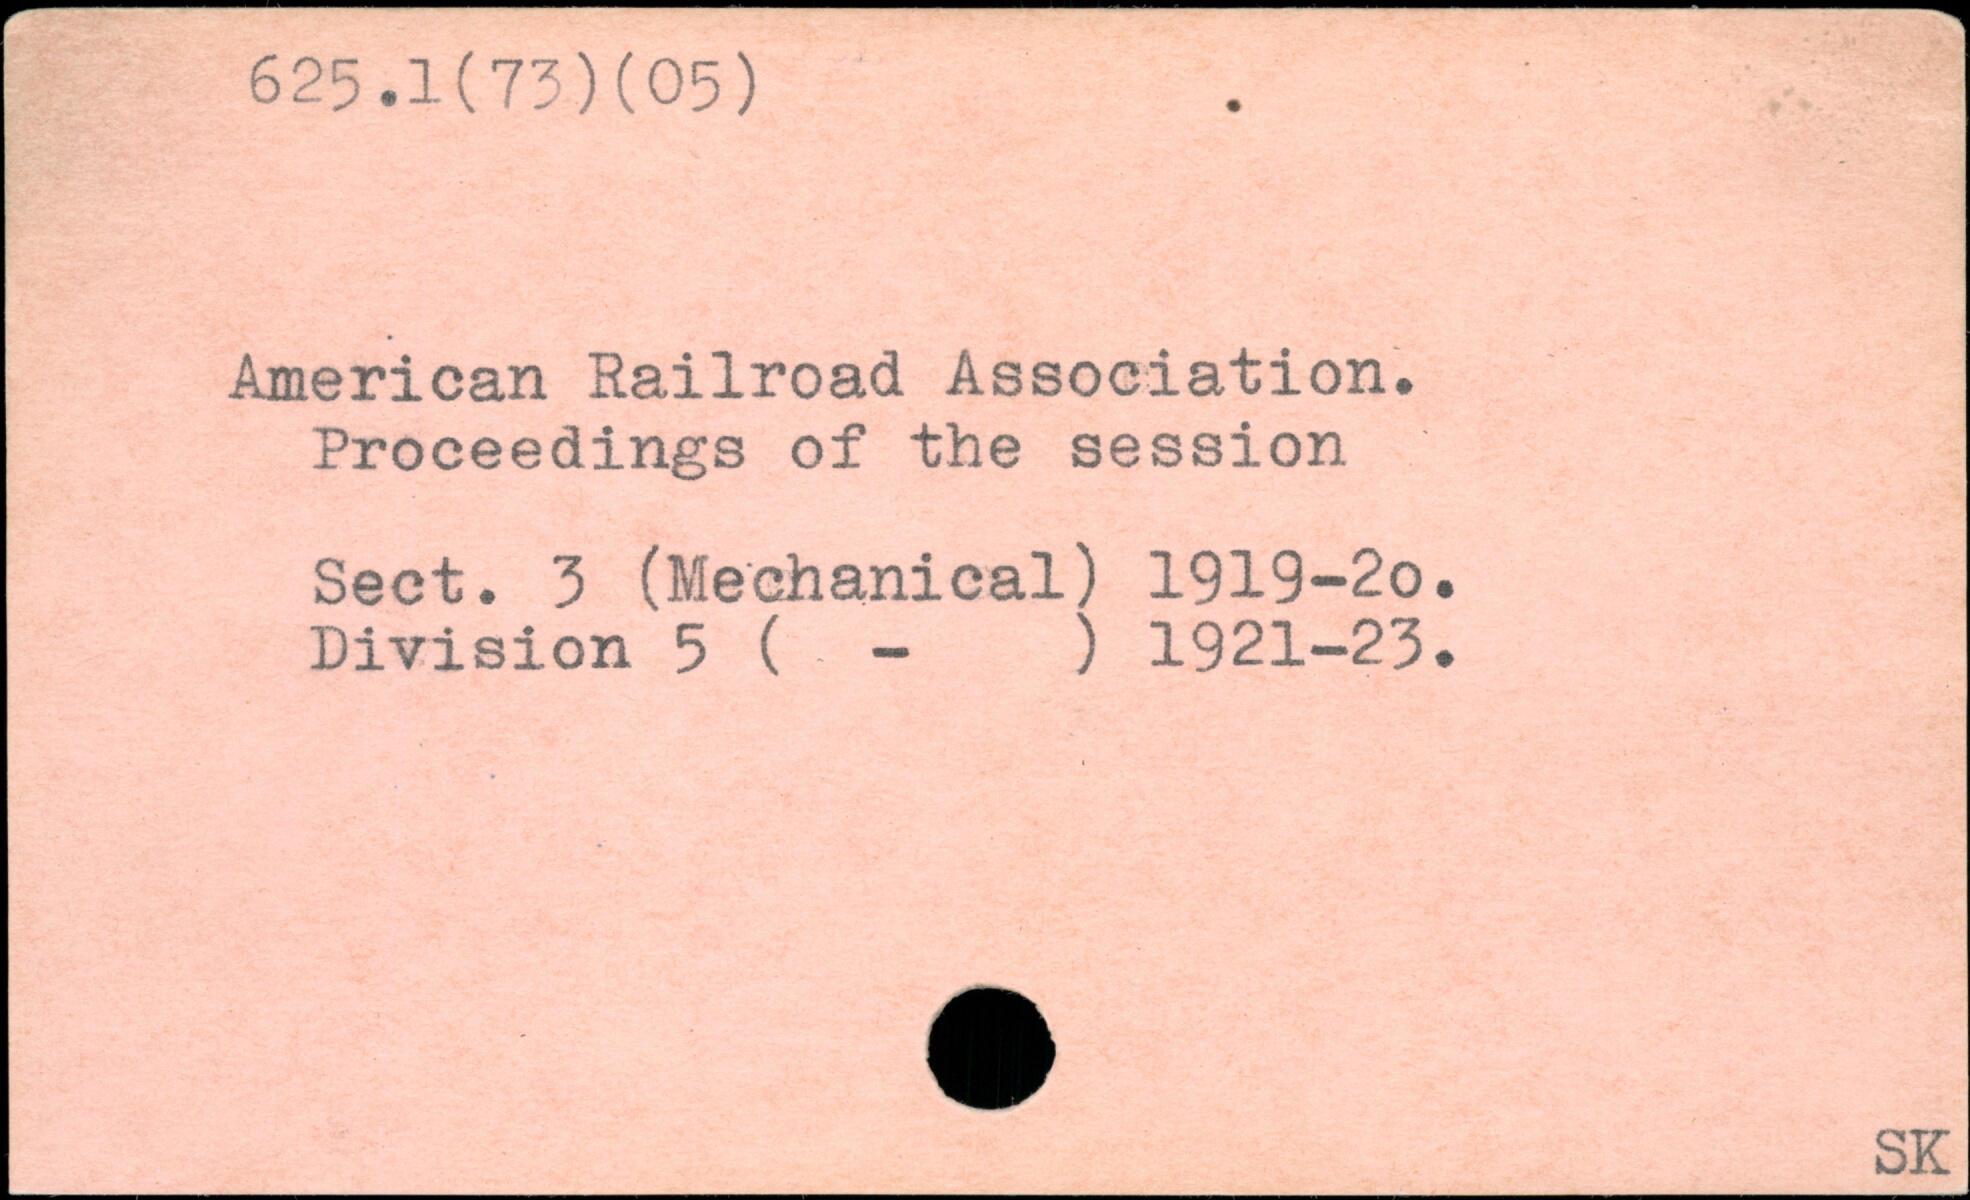 625.1(73)(05)
American Railroad Association.
Proceedings of the session
Sect. 3 (Mechanical) 1919-2o.
Division 5 ( - ) 1921-23.
SK